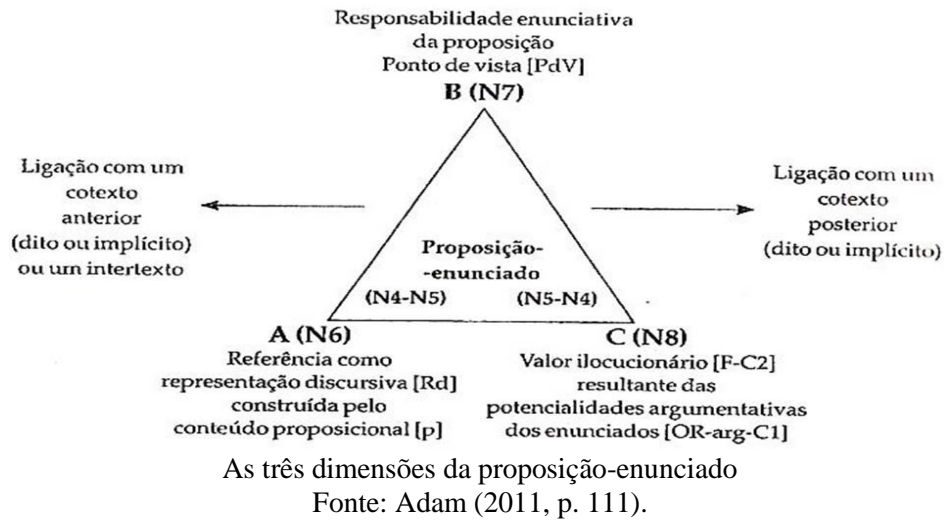 Responsabilidade enunciativa
da proposição
Ponto de vista [PdV]
B (N7)
Ligação com um
cotexto
anterior
(dito ou implícito)
ou um intertexto
Ligação com um
cotexto
posterior
(dito ou implícito)
Proposição-
-enunciado
(N4-N5) (N5-N4)
A (N6)
Referência como
representação discursiva [Rd]
construída pelo
conteúdo proposicional [p]
C (N8)
Valor ilocucionário [F-C2]
resultante das
potencialidades argumentativas
dos enunciados [OR-arg-C1]
As três dimensões da proposição-enunciado
Fonte: Adam (2011, p. 111).